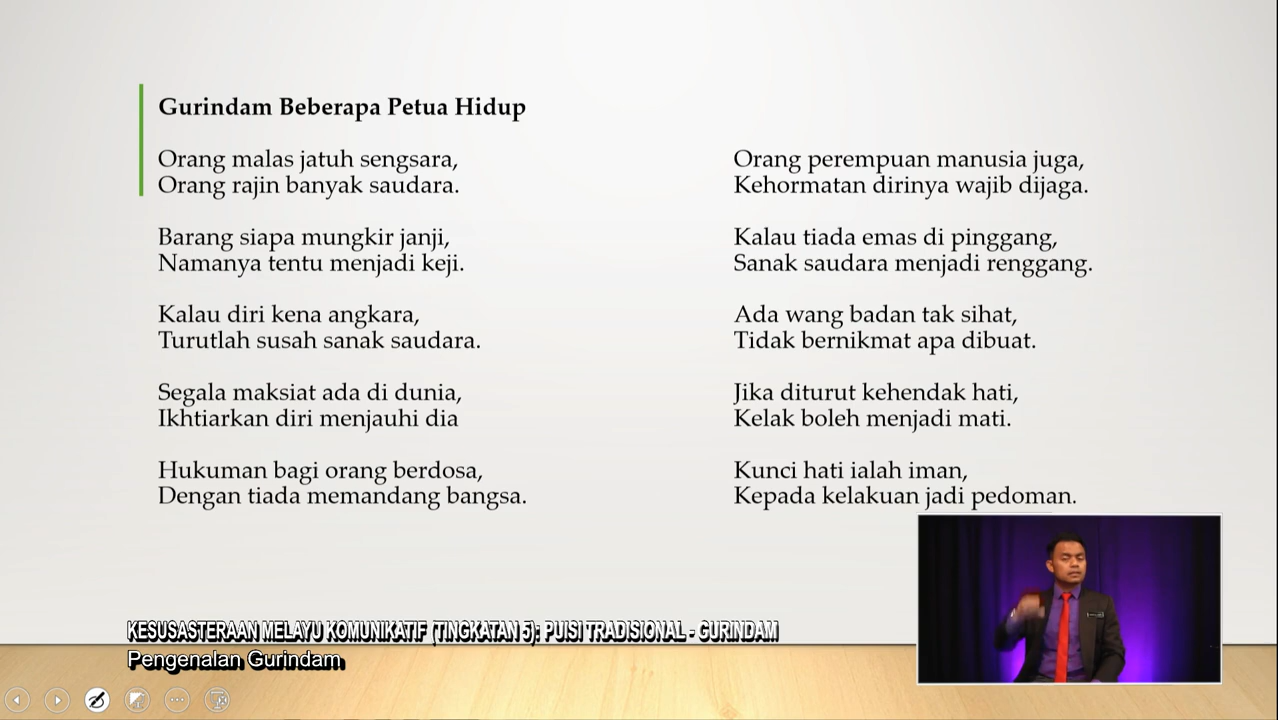 Gurindam Beberapa Petua Hidup
Orang malas jatuh sengsara,
Orang rajin banyak saudara.
Barang siapa mungkir janji,
Namanya tentu menjadi keji.
Kalau diri kena angkara,
Turutlah susah sanak saudara.
Segala maksiat ada di dunia,
Ikhtiarkan diri menjauhi dia
Hukuman bagi orang berdosa,
Dengan tiada memandang bangsa.
Orang perempuan manusia juga,
Kehormatan dirinya wajib dijaga.
Kalau tiada emas di pinggang,
Sanak saudara menjadi renggang.
Ada wang badan tak sihat,
Tidak bernikmat apa dibuat.
Jika diturut kehendak hati,
Kelak boleh menjadi mati.
Kunci hati ialah iman,
Kepada kelakuan jadi pedoman.
KESUSASTERAAN MELAYU KOMUNIKATIF (TINGKATAN 5): PUISI TRADISIONAL - GURINDAM
Pengenalan Gurindam